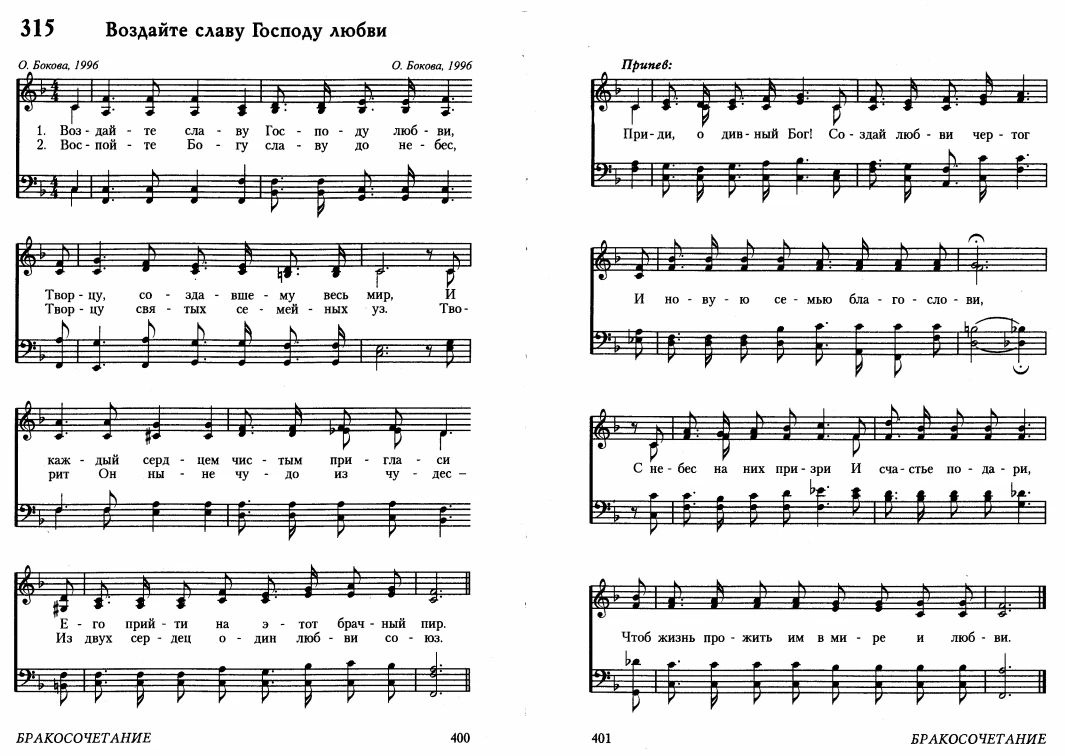 315 Воздайте славу Господу любви
О. Бокова, 1996 О. Бокова, 1996
1. Воз - дай - те сла - ву Гос - по - ду люб - ви,
2. Вос - пой - те Бо - гу сла - ву до не - бес,
Твор - цу, со - зда - вше - му весь мир, И
Твор - цу свя - тых се - мей - ных уз. Тво-
каж - дый серд - цем чис - тым при - гла - си
рит Он ны - не чу - до из чу - дес –
Е - го прий - ти на э - тот брач - ный пир.
Из двух сер - дец о - дин люб - ви со - юз.
БРАКОСОЧЕТАНИЕ 400
Припев:
При - ди, о див - ный Бог! Со - здай люб - ви чер - тог
И но - ву - ю се - мью бла - го - сло - ви,
С не - бес на них при - зри И сча - стье по - да - ри,
Чтоб жизнь про - жить им в ми - ре и люб - ви.
401 БРАКОСОЧЕТАНИЕ